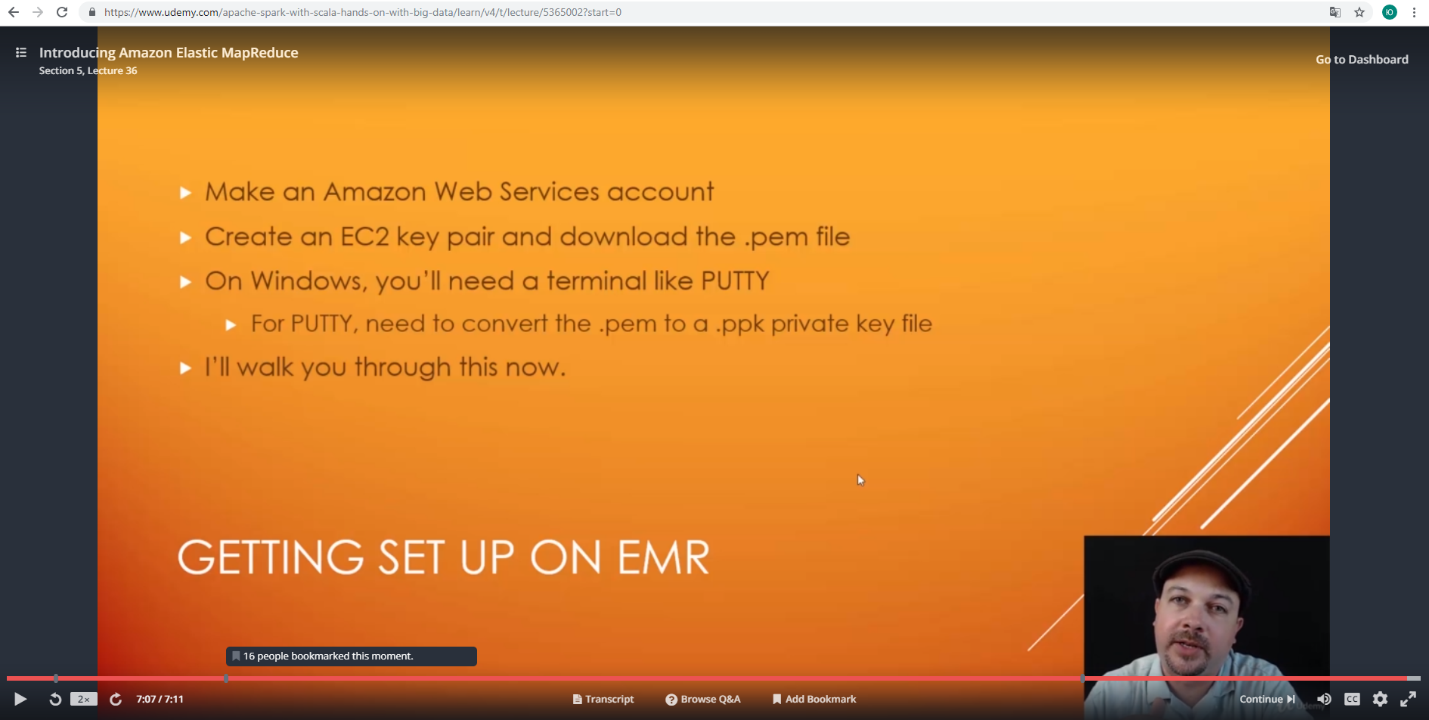 https://www.udemy.com/apache-spark-with-scala-hands-on-with-big-data/learn/v4/t/lecture/5365002?start=0
Introducing Amazon Elastic MapReduce
Section 5, Lecture 36
Go to Dashboard
Make an Amazon Web Services account
Create an EC2 key pair and download the .pem file
On Windows, you'll need a terminal like PUTTY
For PUTTY, need to convert the .pem to a .ppk private key file
I'll walk you through this now.
GETTING SET UP ON EMR
16 people bookmarked this moment.
2×
7:07 / 7:11
Transcript
Browse Q&A
Add Bookmark
Continue
CC